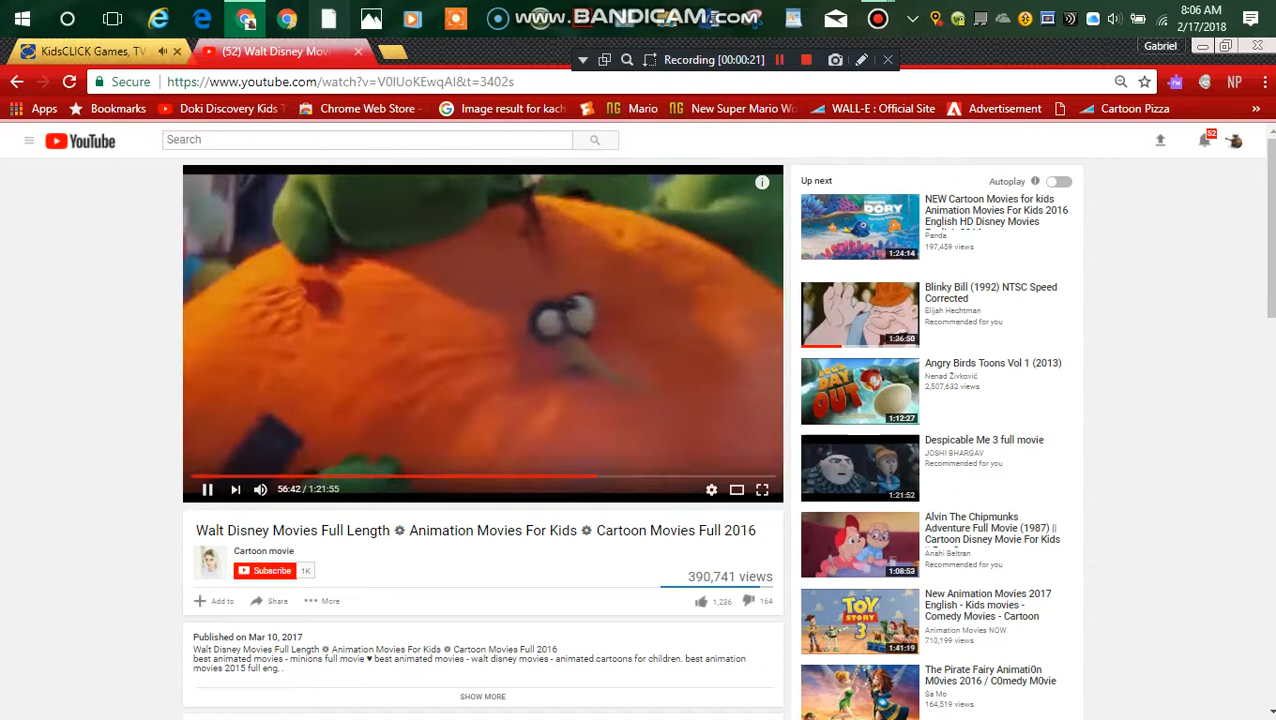 www.BANDICAM.com
8:06 AM
2/17/2018
KidsCLICK Games, TV
(52) Walt Disney Mov
Recording [00:00:21]
Gabriel
Secure
https://www.youtube.com/watch?v=V0IUoKEwqAI&t=3402s
NP
Apps
Bookmarks
Doki Discovery Kids
Chrome Web Store -
Image result for kach
Mario
New Super Mario Wo
WALL-E : Official Site
Advertisement
Cartoon Pizza
YouTube
Search
52
Up next
Autoplay
FINDING DORY
1:24:14
NEW Cartoon Movies for kids
Animation Movies For Kids 2016
English HD Disney Movies
Panda
197,459 views
1:36:50
Blinky Bill (1992) NTSC Speed
Corrected
Elijah Hechtman
Recommended for you
DAY OUT
1:12:27
Angry Birds Toons Vol 1 (2013)
Nenad Živković
2,507,632 views
1:21:52
Despicable Me 3 full movie
JOSHI BHARGAV
Recommended for you
1:08:53
Alvin The Chipmunks
Adventure Full Movie (1987) ||
Cartoon Disney Movie For Kids
Anahi Beltran
Recommended for you
TOY STORY 3
1:41:19
New Animation Movies 2017
English - Kids movies -
Comedy Movies - Cartoon
Animation Movies NOW
710,199 views
The Pirate Fairy Animati0n
M0vies 2016 / C0medy M0vie
Sa Mo
164,519 views
56:42 / 1:21:55
Walt Disney Movies Full Length ❁ Animation Movies For Kids ❁ Cartoon Movies Full 2016
Cartoon movie
Subscribe 1K
390,741 views
Add to
Share
More
1,236
164
Published on Mar 10, 2017
Walt Disney Movies Full Length ❁ Animation Movies For Kids ❁ Cartoon Movies Full 2016
best animated movies - minions full movie ♥ best animated movies - walt disney movies - animated cartoons for children. best animation
movies 2015 full eng...
SHOW MORE